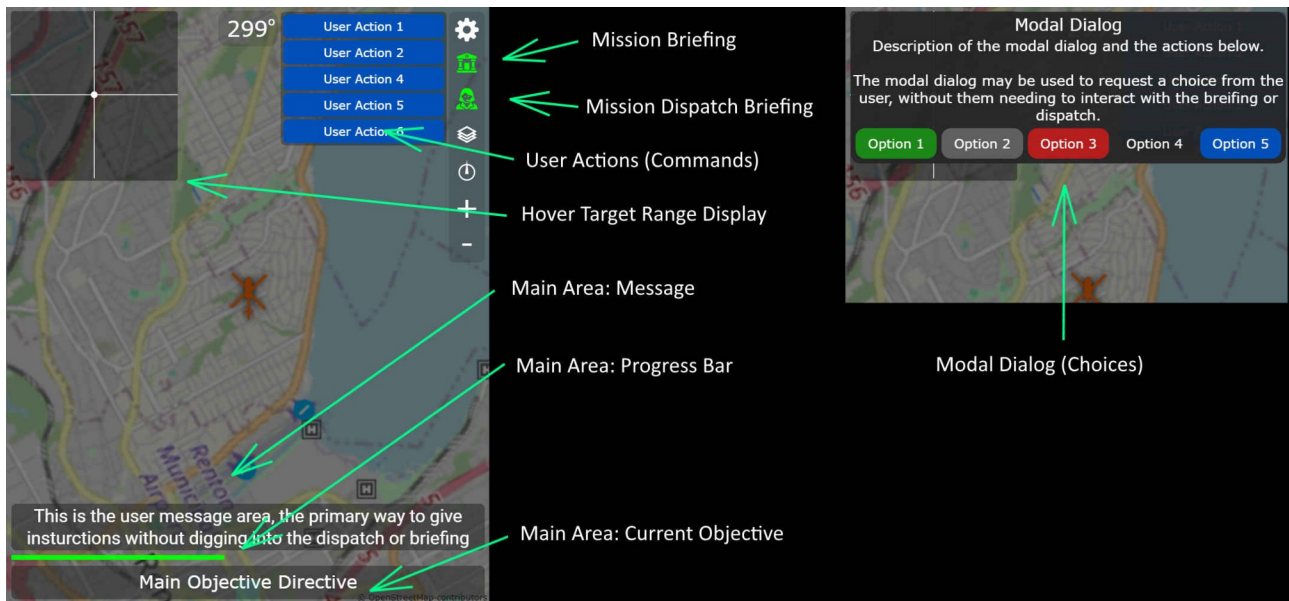 299°
User Action 1
User Action 2
User Action 4
User Action 5
User Action 6
Mission Briefing
Mission Dispatch Briefing
User Actions (Commands)
Hover Target Range Display
Main Area: Message
Main Area: Progress Bar
Main Area: Current Objective
157
157
156
H
H
Renton
Municipal
Airp
This is the user message area, the primary way to give
insturctions without digging into the dispatch or briefing
Main Objective Directive
© OpenStreetMap contributors
Modal Dialog
Description of the modal dialog and the actions below.
The modal dialog may be used to request a choice from the
user, without them needing to interact with the breifing or
dispatch.
Option 1
Option 2
Option 3
Option 4
Option 5
156
Modal Dialog (Choices)